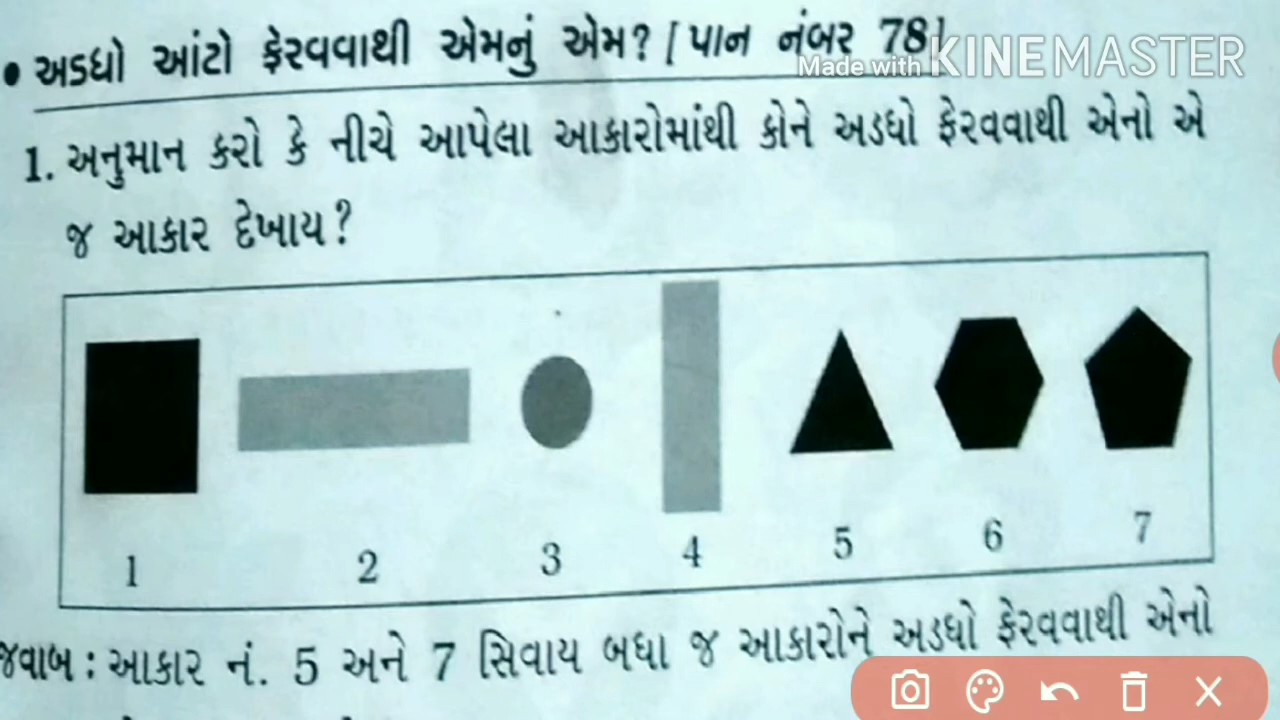 • અડધો આંટો ફેરવવાથી એમનું એમ? [પાન નંબર 78]
Made with KINEMASTER
1. અનુમાન કરો કે નીચે આપેલા આકારોમાંથી કોને અડધો ફેરવવાથી એનો એ
જ આકાર દેખાય?
1 2 3 4 5 6 7
જવાબ : આકાર નં. 5 અને 7 સિવાય બધા જ આકારોને અડધો ફેરવવાથી એનો